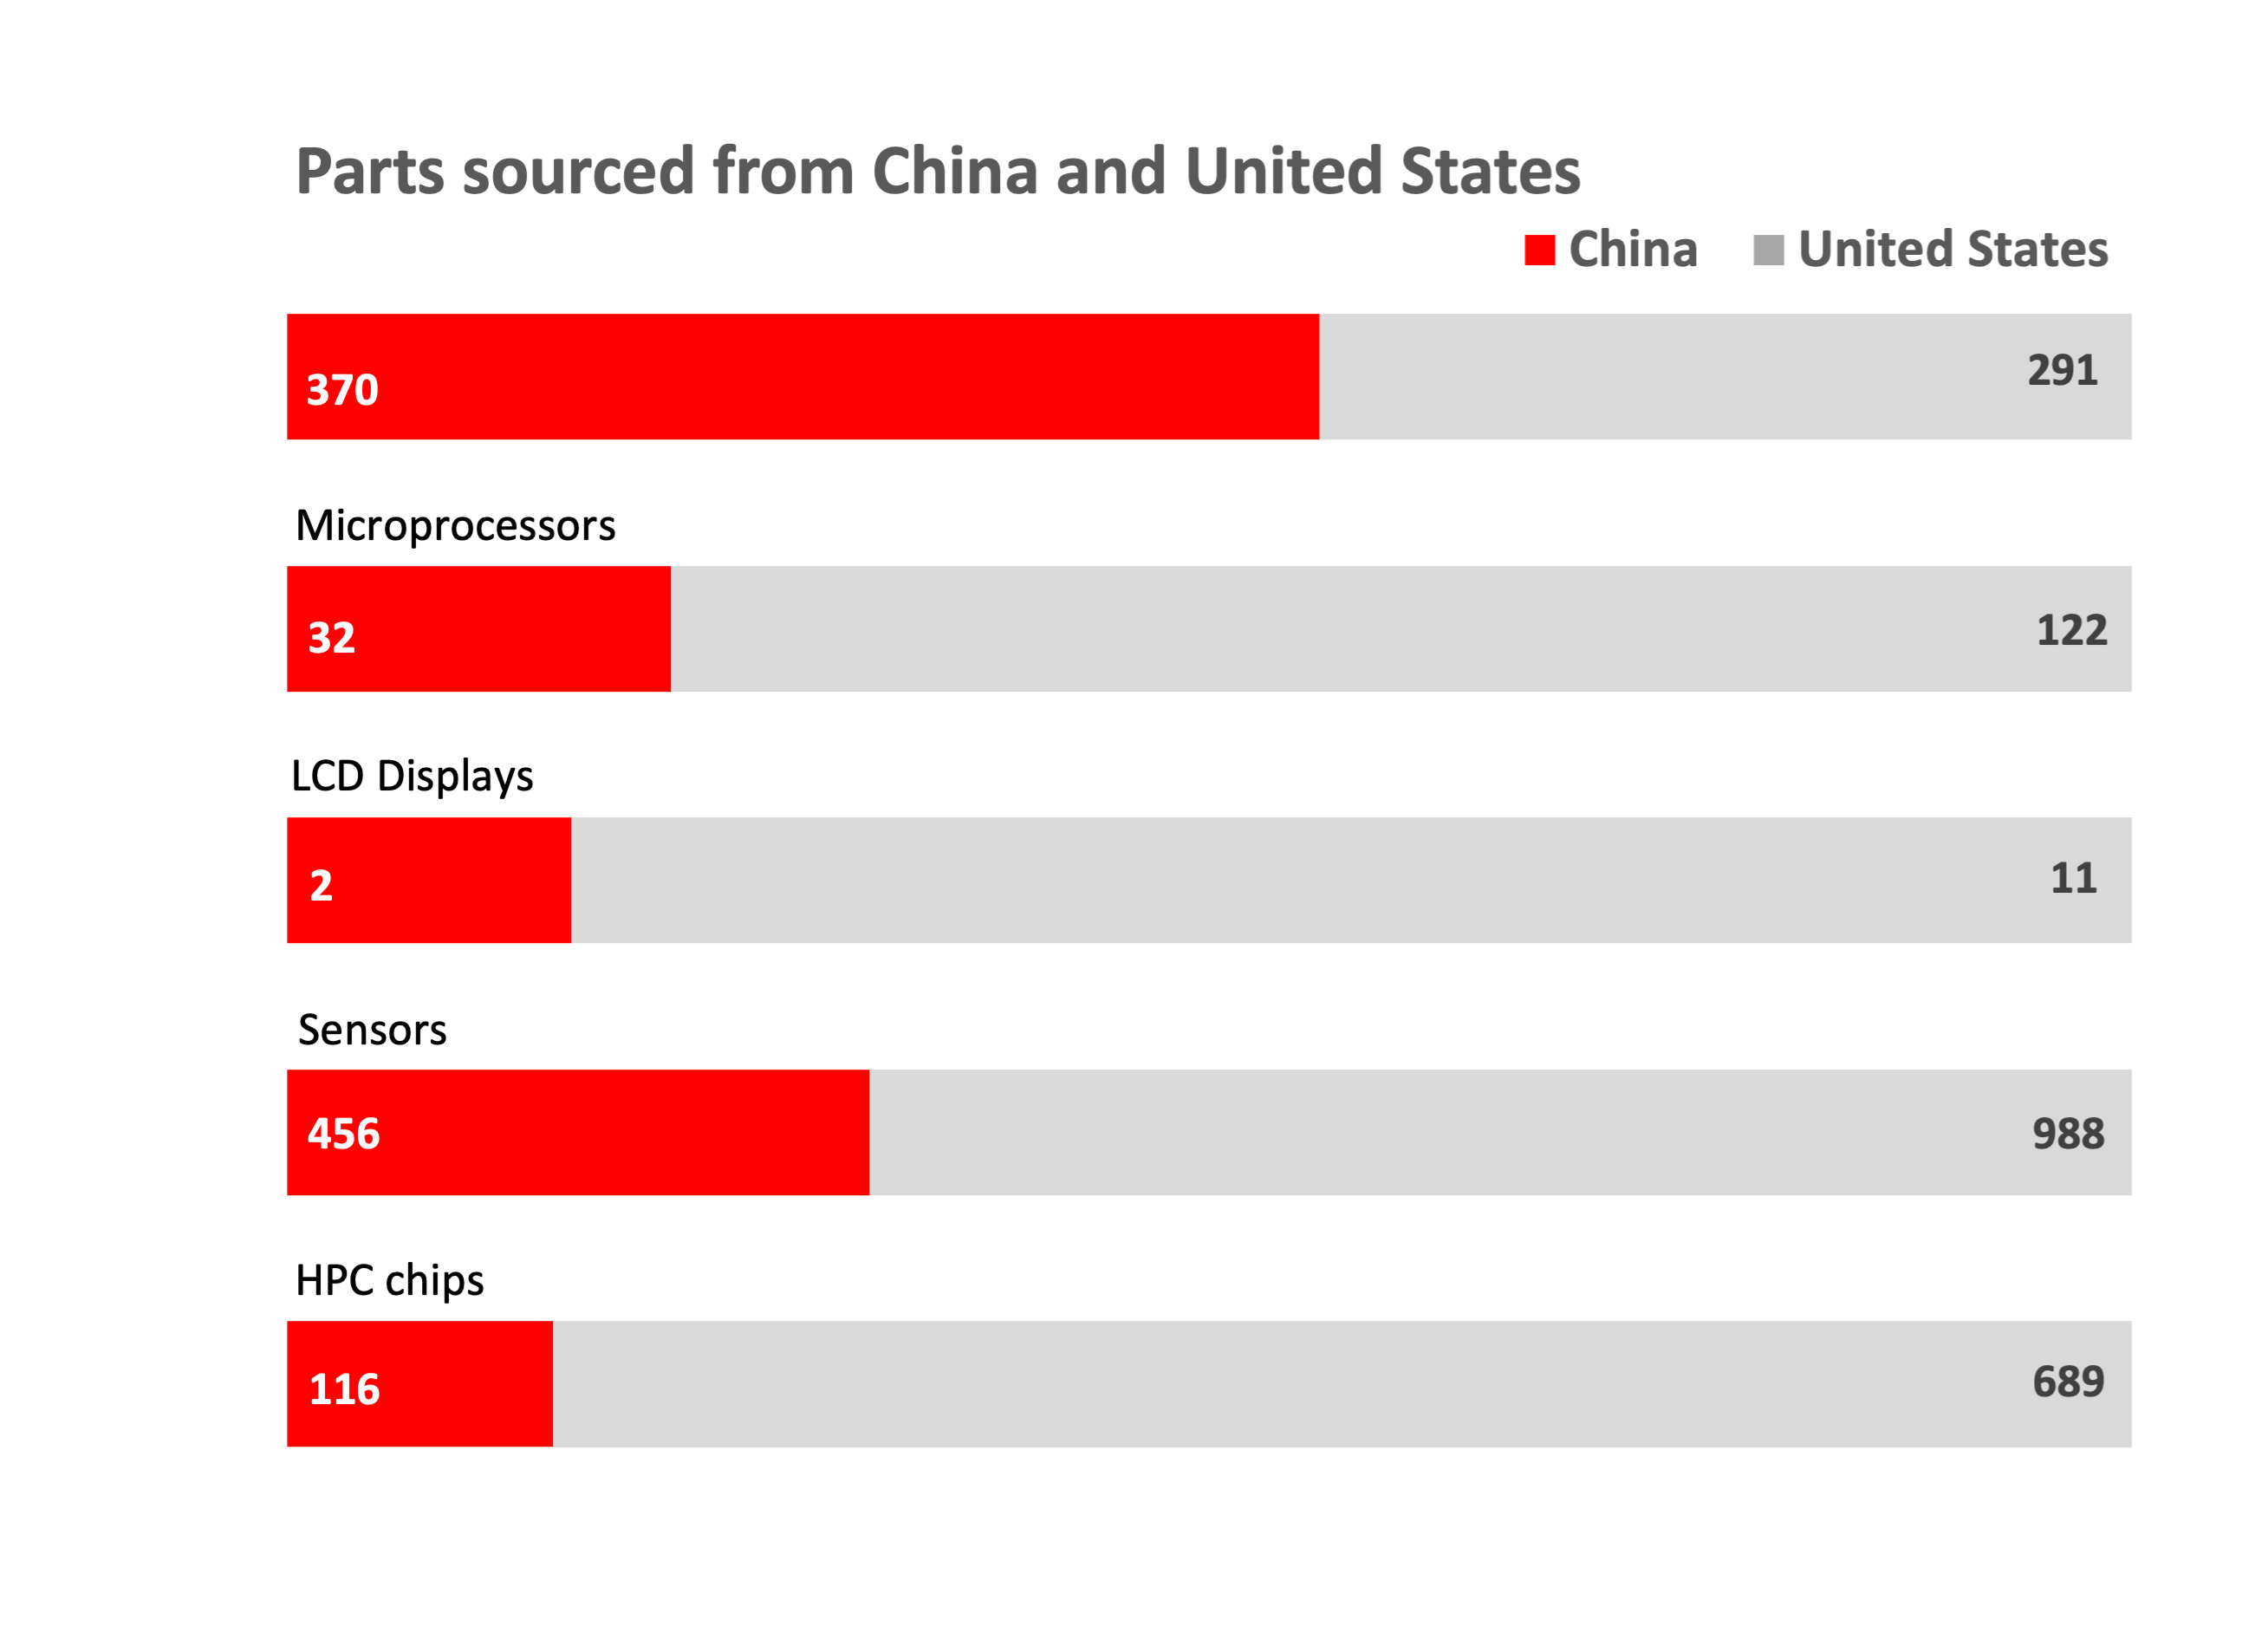 Parts sourced from China and United States
China United States
370 291
Microprocessors
32 122
LCD Displays
2 11
Sensors
456 988
HPC chips
116 689